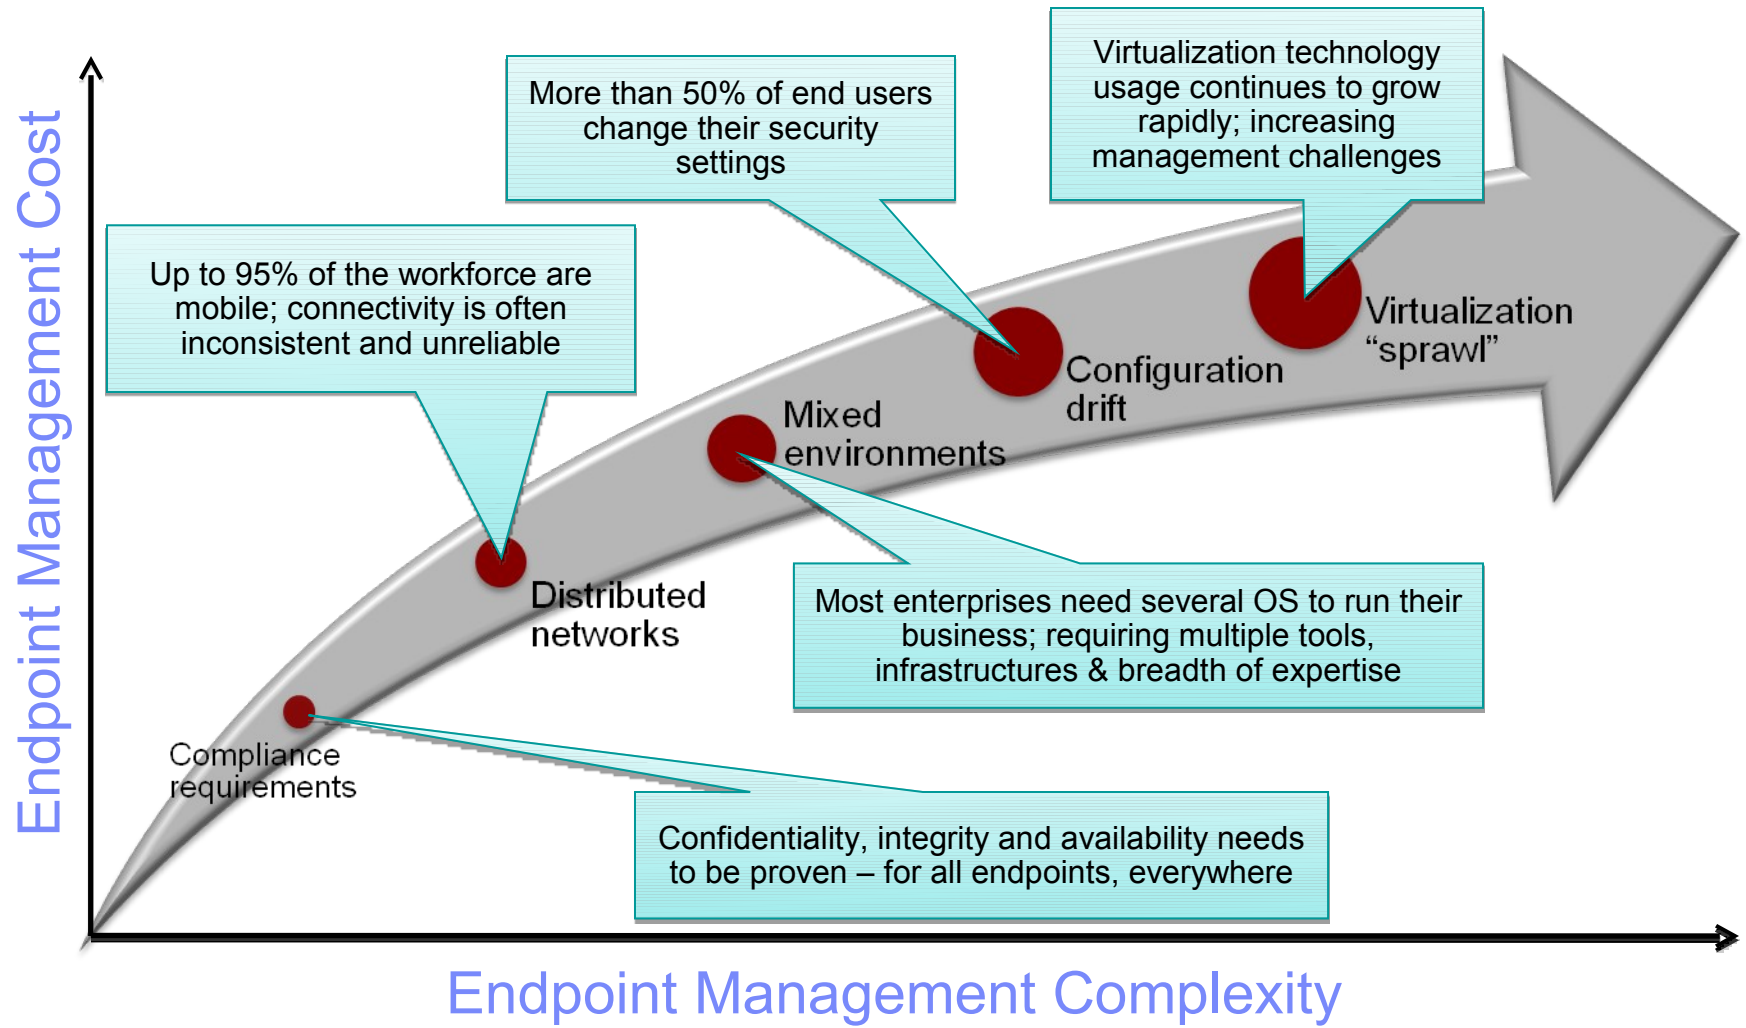 Virtualization technology
usage continues to grow
rapidly; increasing
management challenges
More than 50% of end users
change their security
settings
Up to 95% of the workforce are
mobile; connectivity is often
inconsistent and unreliable
Virtualization
“sprawl”
Configuration
drift
Mixed
environments
Distributed
networks
Most enterprises need several OS to run their
business; requiring multiple tools,
infrastructures & breadth of expertise
Compliance
requirements
Confidentiality, integrity and availability needs
to be proven – for all endpoints, everywhere
Endpoint Management Cost
Endpoint Management Complexity